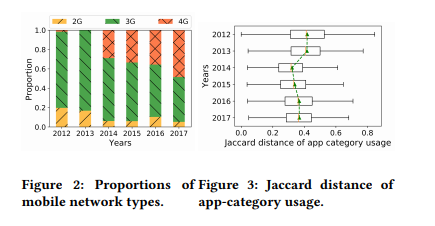 2G 3G 4G
1.0
0.8
0.6
0.4
0.2
0.0
Proportion
2012 2013 2014 2015 2016 2017
Years
2012
2013
2014
2015
2016
2017
Years
0.0 0.2 0.4 0.6 0.8
Jaccard distance of app category usage
Figure 2: Proportions of
mobile network types.
Figure 3: Jaccard distance of
app-category usage.